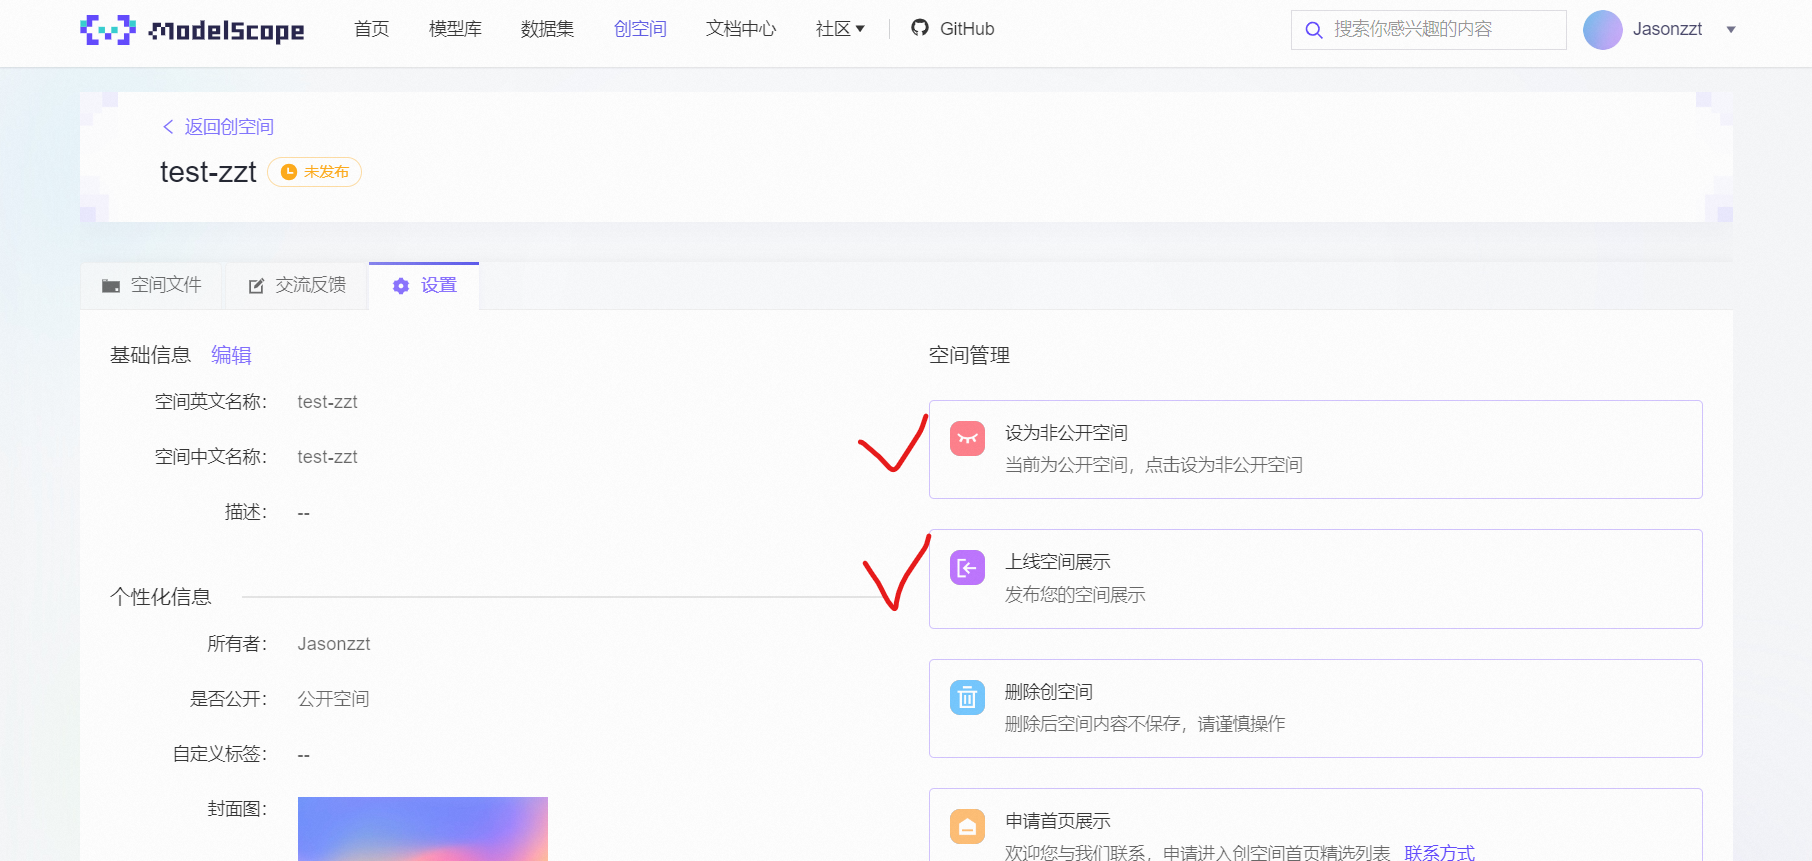 ModelScope 首页 模型库 数据集 创空间 文档中心 社区 GitHub 搜索你感兴趣的内容 Jasonzzt
返回创空间
test-zzt 未发布
空间文件 交流反馈 设置
基础信息 编辑
空间英文名称： test-zzt
空间中文名称： test-zzt
描述： --
个性化信息
所有者： Jasonzzt
是否公开： 公开空间
自定义标签： --
封面图：
空间管理
设为非公开空间
当前为公开空间，点击设为非公开空间
上线空间展示
发布您的空间展示
删除创空间
删除后空间内容不保存，请谨慎操作
申请首页展示
欢迎您与我们联系，申请进入创空间首页精选列表 联系方式